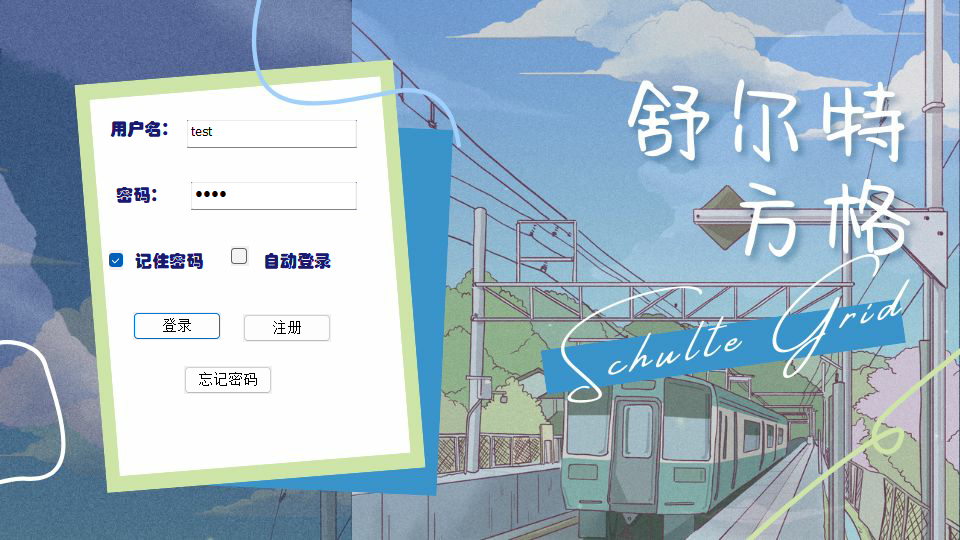 用户名： test
密码： ••••
记住密码 自动登录
登录 注册
忘记密码
舒尔特
方格
Schulte Grid